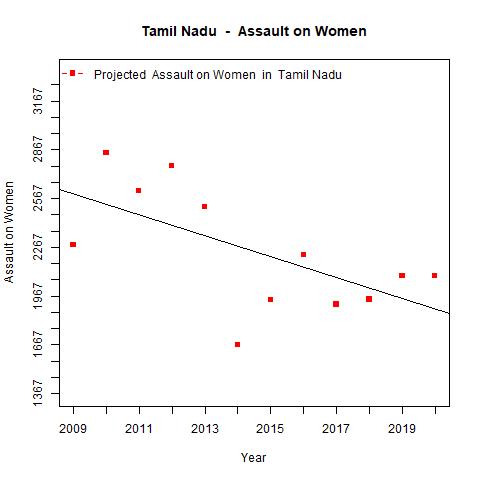 Tamil Nadu - Assault on Women
Projected Assault on Women in Tamil Nadu
Assault on Women
3167
2867
2567
2267
1967
1667
1367
2009 2011 2013 2015 2017 2019
Year